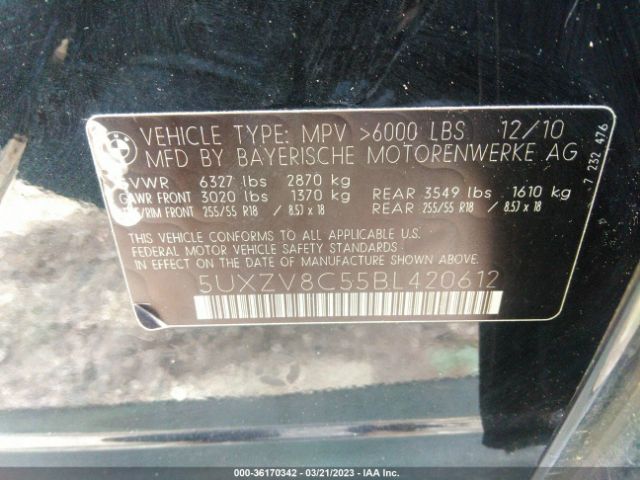 VEHICLE TYPE: MPV >6000 LBS 12/10
MFD BY BAYERISCHE MOTORENWERKE AG
GVWR 6327 lbs 2870 kg
GAWR FRONT 3020 lbs 1370 kg REAR 3549 lbs 1610 kg
/RIM FRONT 255/55 R18 / 8.5J x 18 REAR 255/55 R18 / 8.5J x 18
THIS VEHICLE CONFORMS TO ALL APPLICABLE U.S.
FEDERAL MOTOR VEHICLE SAFETY STANDARDS
IN EFFECT ON THE DATE OF MANUFACTURE SHOWN ABOVE.
5UXZV8C55BL420612
7 232 476
000-36170342 / 03/21/2023 - IAA Inc.